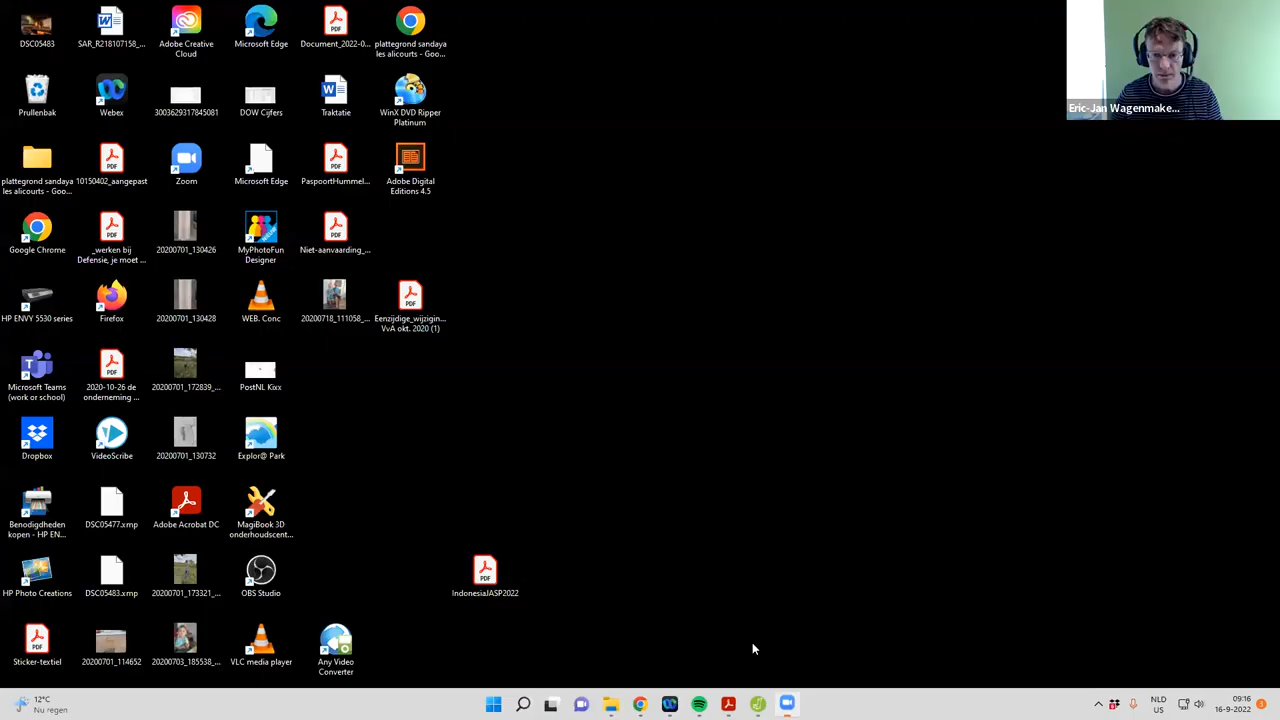 DSC05483
SAR_R218107158_...
Adobe Creative
Cloud
Microsoft Edge
Document_2022-0...
plattegrond sandaya
les alicourts - Goo...
Eric-Jan Wagenmake...
Prullenbak
Webex
3003629317845081
DOW Cijfers
Traktatie
WinX DVD Ripper
Platinum
plattegrond sandaya
les alicourts - Goo...
10150402_aangepast
Zoom
Microsoft Edge
PaspoortHummel...
Adobe Digital
Editions 4.5
Google Chrome
_werken bij
Defensie, je moet ...
20200701_130426
MyPhotoFun
Designer
Niet-aanvaarding_...
HP ENVY 5530 series
Firefox
20200701_130428
WEB. Conc
20200718_111058_...
Eenzijdige_wijzigin...
VvA okt. 2020 (1)
Microsoft Teams
(work or school)
2020-10-26 de
onderneming ...
20200701_172839_...
PostNL Kixx
Dropbox
VideoScribe
20200701_130732
Explor@ Park
Benodigdheden
kopen - HP EN...
DSC05477.xmp
Adobe Acrobat DC
MagiBook 3D
onderhoudscent...
HP Photo Creations
DSC05483.xmp
20200701_173321_...
OBS Studio
IndonesiaJASP2022
Sticker-textiel
20200701_114652
20200703_185538_...
VLC media player
Any Video
Converter
12°C
Nu regen
NLD
US
09:16
16-9-2022